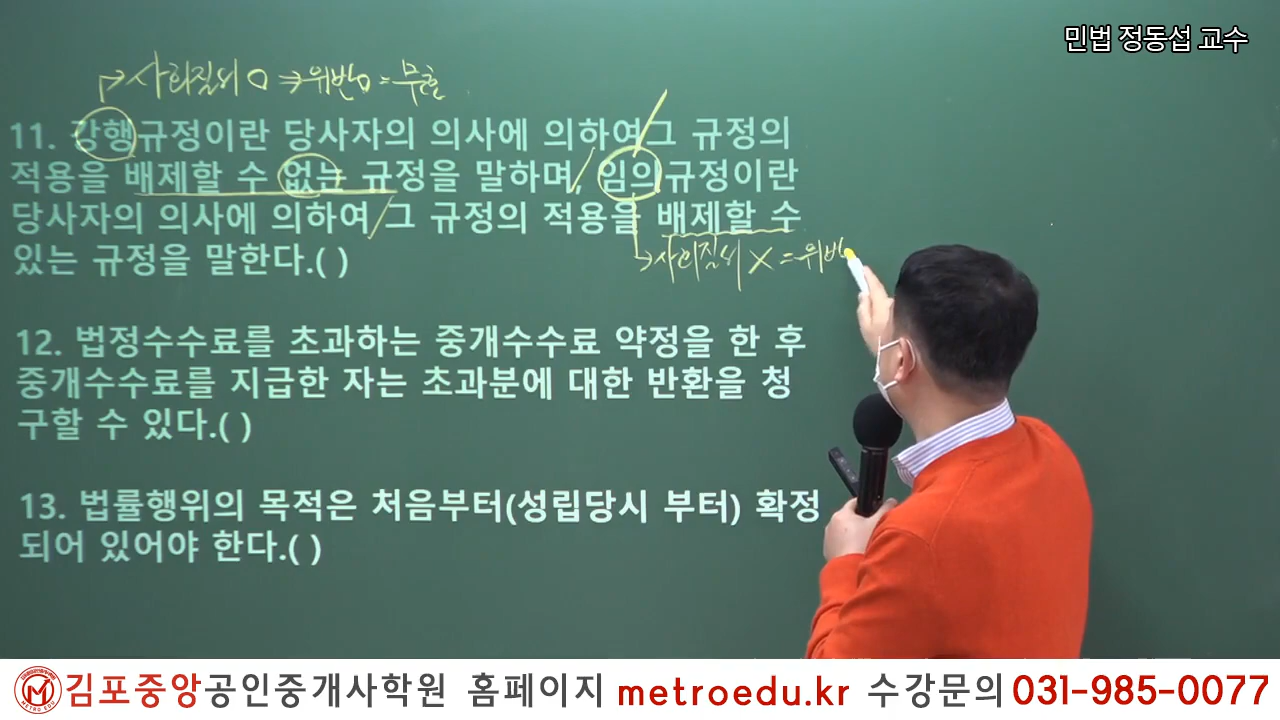 민법 정동섭 교수
→ 사회질서 O → 위반 = 무효
11. 강행규정이란 당사자의 의사에 의하여 그 규정의
적용을 배제할 수 없는 규정을 말하며, 임의규정이란
당사자의 의사에 의하여 그 규정의 적용을 배제할 수
있는 규정을 말한다.( )
→ 사회질서 X = 위반
12. 법정수수료를 초과하는 중개수수료 약정을 한 후
중개수수료를 지급한 자는 초과분에 대한 반환을 청
구할 수 있다.( )
13. 법률행위의 목적은 처음부터(성립당시 부터) 확정
되어 있어야 한다.( )
METRO EDU
김포중앙공인중개사학원 홈페이지 metroedu.kr 수강문의 031-985-0077